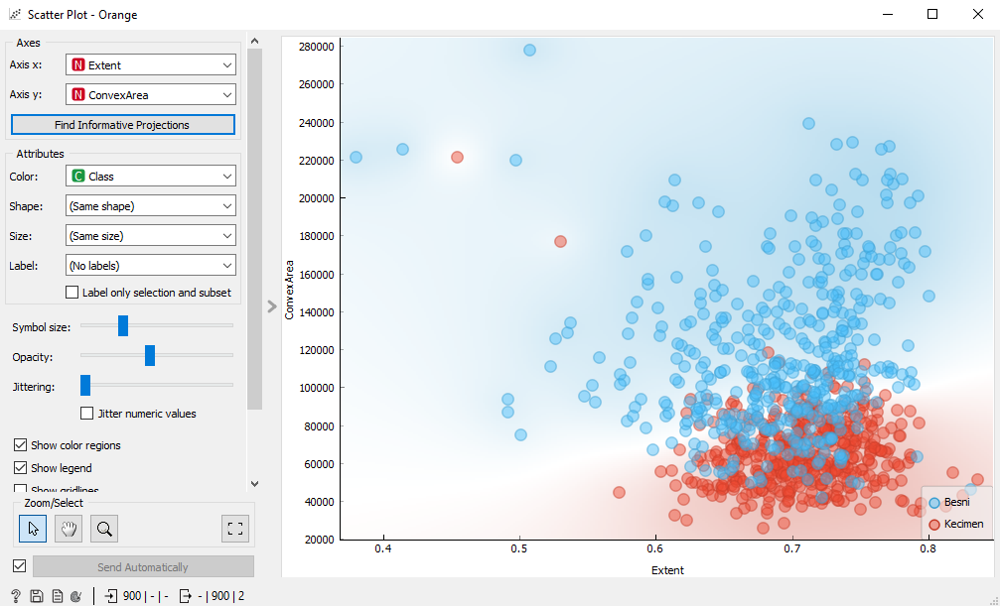 Scatter Plot - Orange
Axes
Axis x: N Extent
Axis y: N ConvexArea
Find Informative Projections
Attributes
Color: C Class
Shape: (Same shape)
Size: (Same size)
Label: (No labels)
Label only selection and subset
Symbol size:
Opacity:
Jittering:
Jitter numeric values
Show color regions
Show legend
Show gridlines
Zoom/Select
Send Automatically
? 900 | - | - - | 900 | 2
ConvexArea
280000
260000
240000
220000
200000
180000
160000
140000
120000
100000
80000
60000
40000
20000
0.4 0.5 0.6 0.7 0.8
Extent
Besni
Kecimen